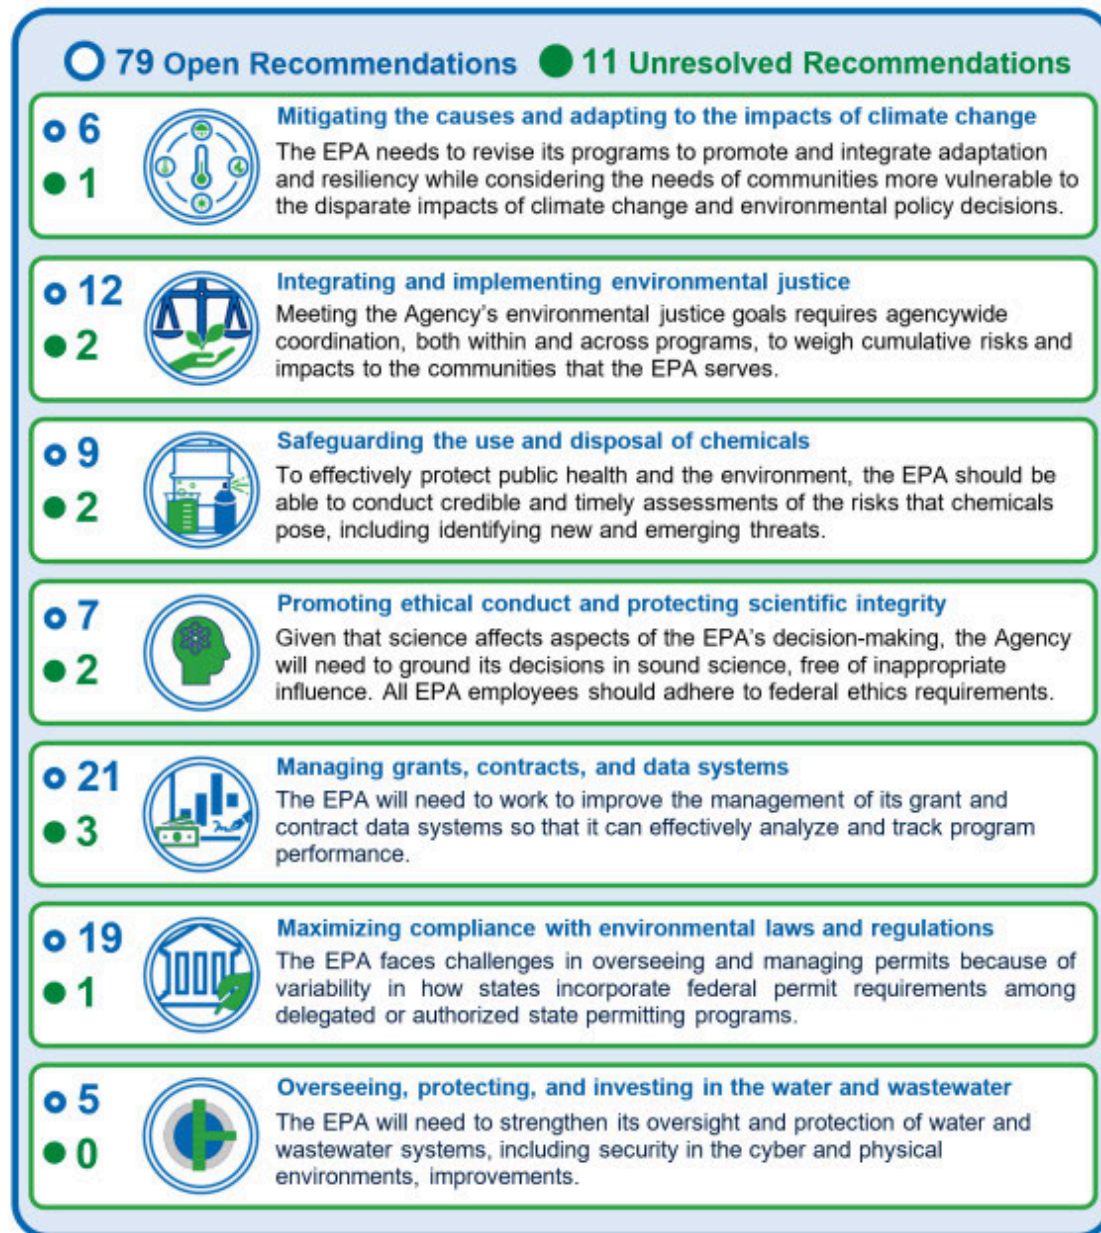 79 Open Recommendations 11 Unresolved Recommendations
6
1
Mitigating the causes and adapting to the impacts of climate change
The EPA needs to revise its programs to promote and integrate adaptation
and resiliency while considering the needs of communities more vulnerable to
the disparate impacts of climate change and environmental policy decisions.
12
2
Integrating and implementing environmental justice
Meeting the Agency's environmental justice goals requires agencywide
coordination, both within and across programs, to weigh cumulative risks and
impacts to the communities that the EPA serves.
9
2
Safeguarding the use and disposal of chemicals
To effectively protect public health and the environment, the EPA should be
able to conduct credible and timely assessments of the risks that chemicals
pose, including identifying new and emerging threats.
7
2
Promoting ethical conduct and protecting scientific integrity
Given that science affects aspects of the EPA's decision-making, the Agency
will need to ground its decisions in sound science, free of inappropriate
influence. All EPA employees should adhere to federal ethics requirements.
21
3
Managing grants, contracts, and data systems
The EPA will need to work to improve the management of its grant and
contract data systems so that it can effectively analyze and track program
performance.
19
1
Maximizing compliance with environmental laws and regulations
The EPA faces challenges in overseeing and managing permits because of
variability in how states incorporate federal permit requirements among
delegated or authorized state permitting programs.
5
0
Overseeing, protecting, and investing in the water and wastewater
The EPA will need to strengthen its oversight and protection of water and
wastewater systems, including security in the cyber and physical
environments, improvements.